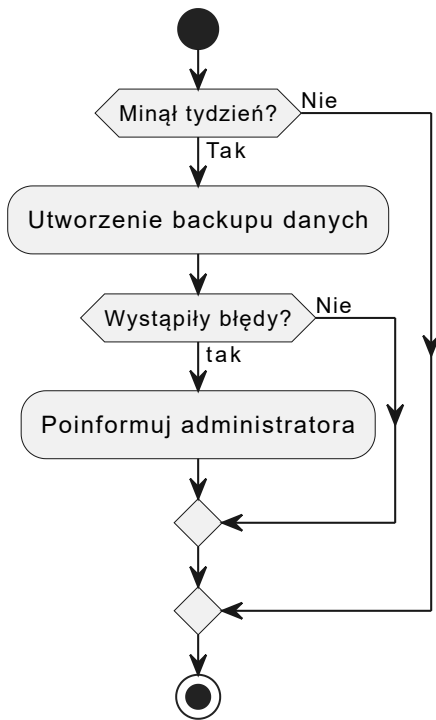 Minął tydzień?
Nie
Tak
Utworzenie backupu danych
Wystąpiły błędy?
Nie
tak
Poinformuj administratora